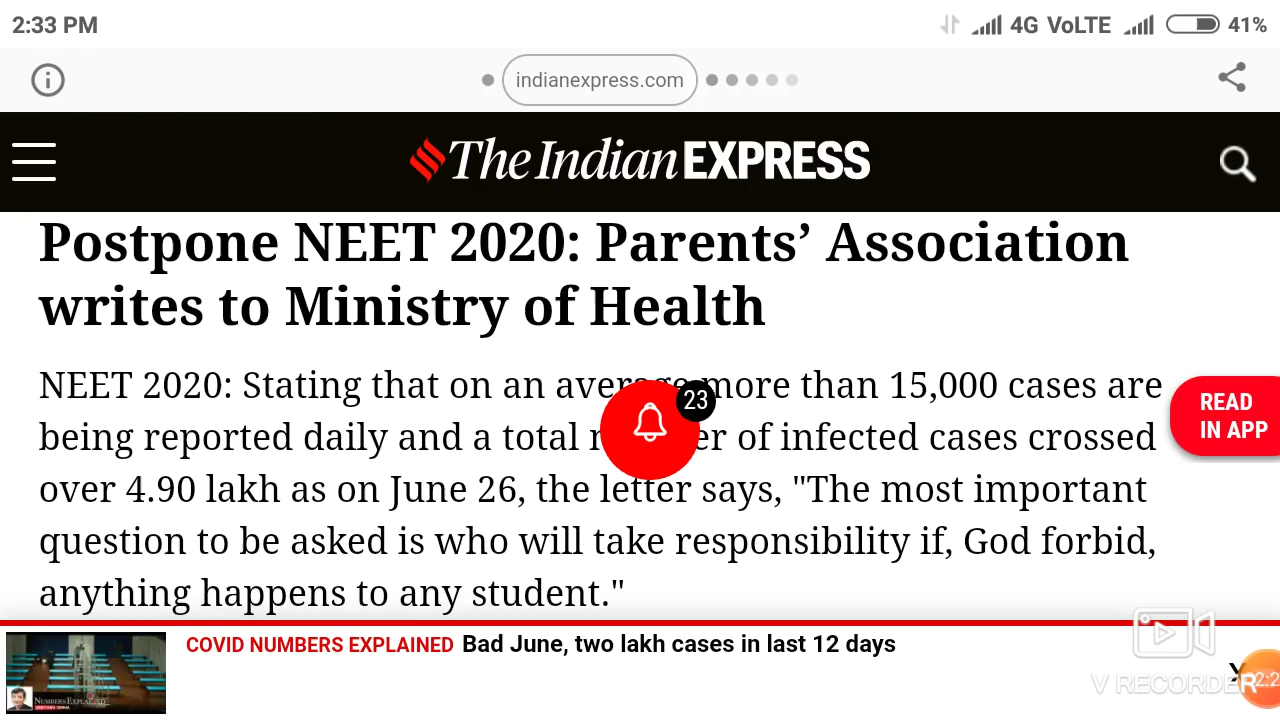 2:33 PM 4G VoLTE 41%
indianexpress.com
The Indian EXPRESS
Postpone NEET 2020: Parents’ Association
writes to Ministry of Health
NEET 2020: Stating that on an average more than 15,000 cases are
23
being reported daily and a total of infected cases crossed
READ
IN APP
over 4.90 lakh as on June 26, the letter says, "The most important
question to be asked is who will take responsibility if, God forbid,
anything happens to any student."
COVID NUMBERS EXPLAINED Bad June, two lakh cases in last 12 days
NUMBERS EXPLAINED
V RECORDER